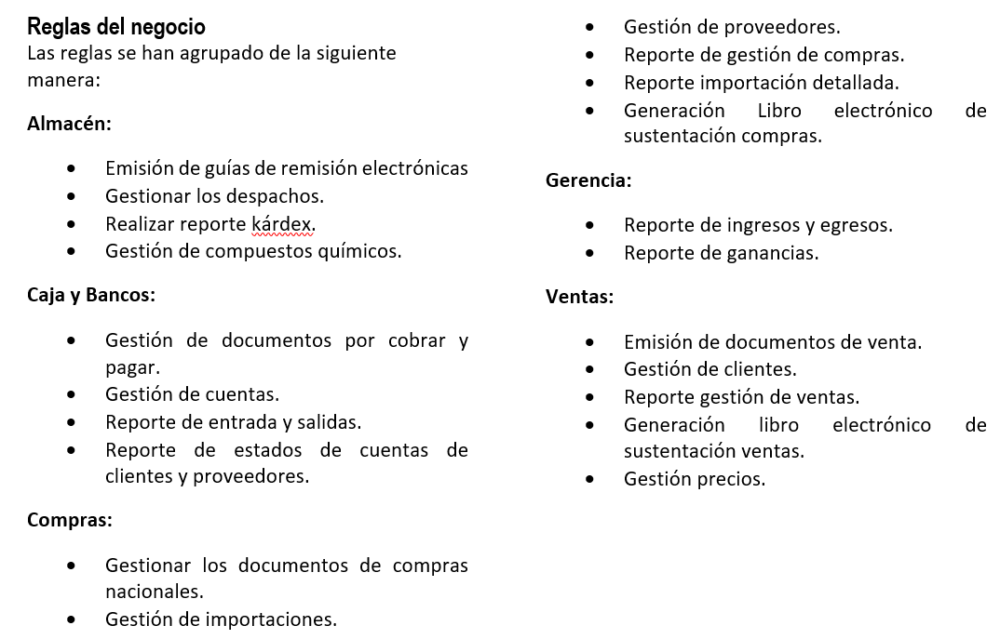 Reglas del negocio
Las reglas se han agrupado de la siguiente
manera:
Almacén:
• Emisión de guías de remisión electrónicas
• Gestionar los despachos.
• Realizar reporte kárdex.
• Gestión de compuestos químicos.
Caja y Bancos:
• Gestión de documentos por cobrar y
pagar.
• Gestión de cuentas.
• Reporte de entrada y salidas.
• Reporte de estados de cuentas de
clientes y proveedores.
Compras:
• Gestionar los documentos de compras
nacionales.
• Gestión de importaciones.
• Gestión de proveedores.
• Reporte de gestión de compras.
• Reporte importación detallada.
• Generación Libro electrónico de
sustentación compras.
Gerencia:
• Reporte de ingresos y egresos.
• Reporte de ganancias.
Ventas:
• Emisión de documentos de venta.
• Gestión de clientes.
• Reporte gestión de ventas.
• Generación libro electrónico de
sustentación ventas.
• Gestión precios.